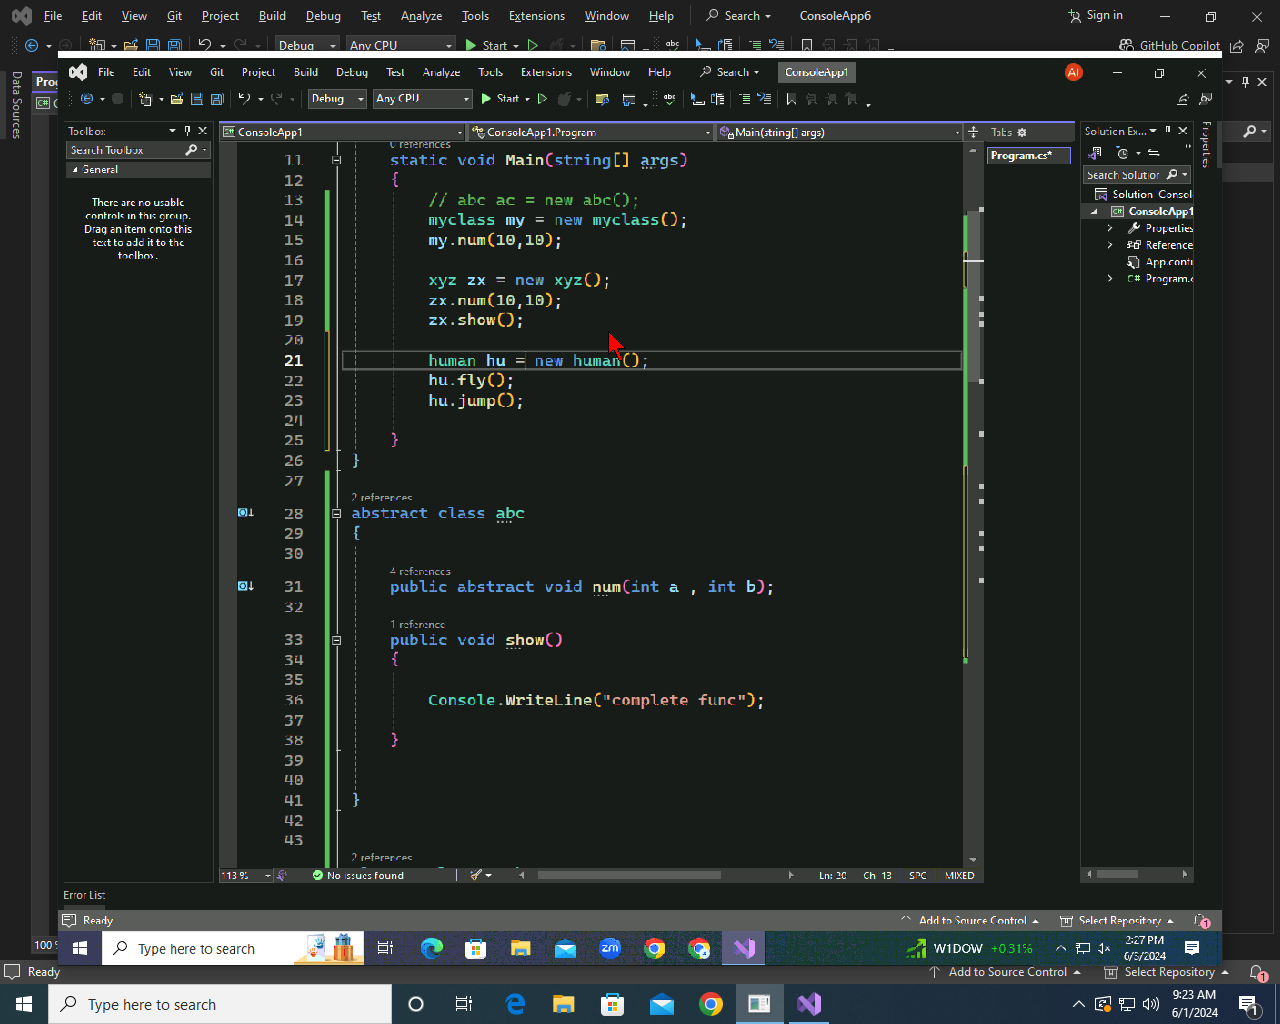 File Edit View Git Project Build Debug Test Analyze Tools Extensions Window Help Search ConsoleApp6 Sign in
Debug Any CPU Start GitHub Copilot
Data Sources
File Edit View Git Project Build Debug Test Analyze Tools Extensions Window Help Search ConsoleApp1 AI
Debug Any CPU Start
Toolbox ConsoleApp1 ConsoleApp1.Program Main(string[] args) Tabs Solution Ex...
Search Toolbox
General
There are no usable
controls in this group.
Drag an item onto this
text to add it to the
toolbox.
Program.cs*
Properties
Search Solution
Solution
ConsoleApp1
Properties
Reference
Program.c
0 references
11 static void Main(string[] args)
12 {
13 // abc ac = new abc();
14 myclass my = new myclass();
15 my.num(10,10);
16
17 xyz zx = new xyz();
18 zx.num(10,10);
19 zx.show();
20
21 human hu = new human();
22 hu.fly();
23 hu.jump();
24
25 }
26 }
27
2 references
28 abstract class abc
29 {
30
4 references
31 public abstract void num(int a , int b);
32
1 reference
33 public void show()
34 {
35
36 Console.WriteLine("complete func");
37
38 }
39
40
41 }
42
43
2 references
113 % No issues found Ln: 20 Ch: 13 SPC MIXED
Error List
Ready Add to Source Control Select Repository 1
Type here to search zm W1DOW +0.31% 2:27 PM
6/3/2024
100 %
Ready Add to Source Control Select Repository 1
Type here to search 9:23 AM
6/1/2024 1